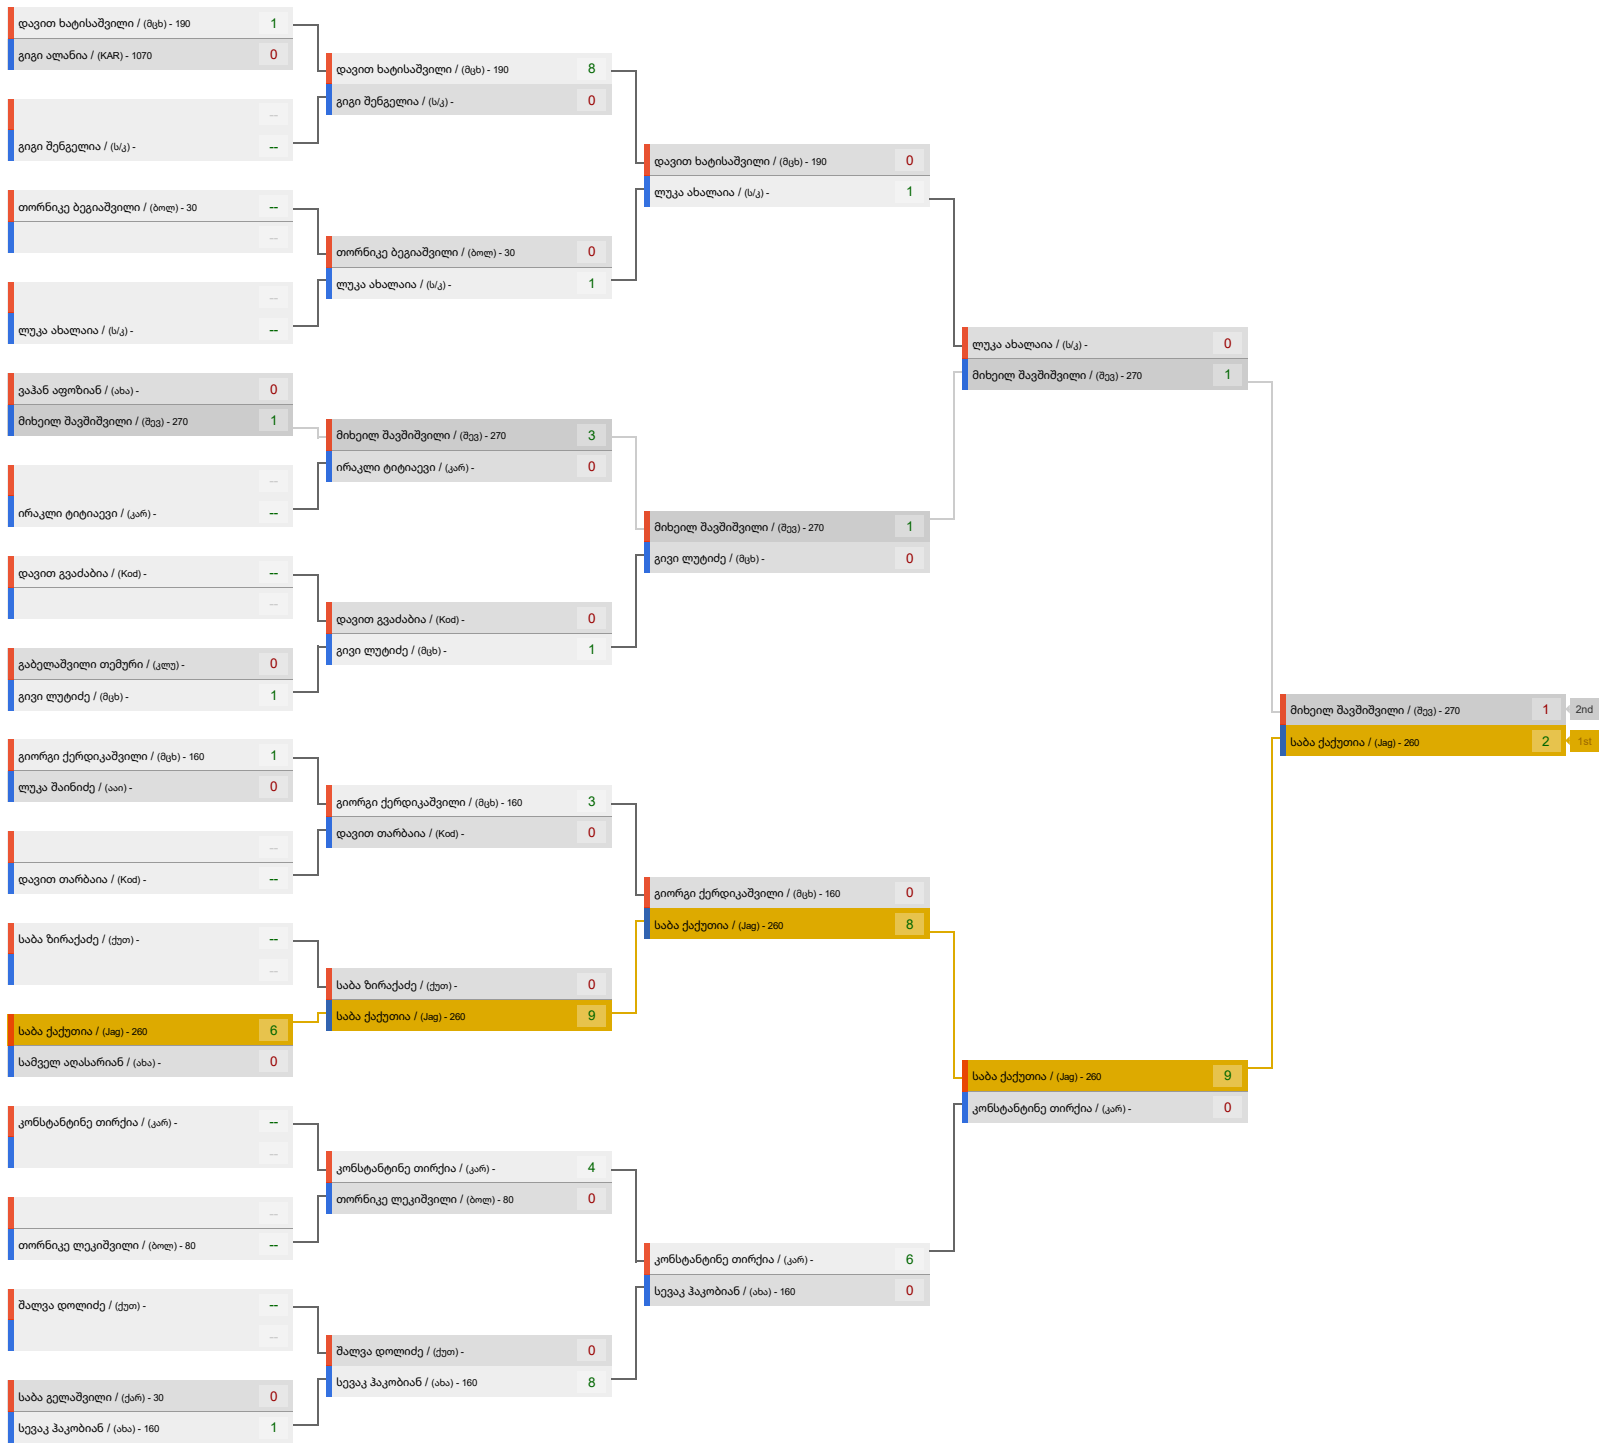 დავით ხატისაშვილი / (მცხ) - 190 1
გიგი ალანია / (KAR) - 1070 0
--
გიგი შენგელია / (ს/კ) - --
თორნიკე ბეგიაშვილი / (ბოლ) - 30 --
--
--
ლუკა ახალაია / (ს/კ) - --
ვაჰან აფოზიან / (ახა) - 0
მიხეილ შავშიშვილი / (შევ) - 270 1
--
ირაკლი ტიტიაევი / (კარ) - --
დავით გვაძაბია / (Kod) - --
--
გაბელაშვილი თემური / (კლუ) - 0
გივი ლუტიძე / (მცხ) - 1
გიორგი ქერდიკაშვილი / (მცხ) - 160 1
ლუკა შაინიძე / (ააი) - 0
--
დავით თარბაია / (Kod) - --
საბა ზირაქაძე / (ქუთ) - --
--
საბა ქაქუთია / (Jag) - 260 6
სამველ აღასარიან / (ახა) - 0
კონსტანტინე თირქია / (კარ) - --
--
--
თორნიკე ლეკიშვილი / (ბოლ) - 80 --
შალვა დოლიძე / (ქუთ) - --
--
საბა გელაშვილი / (ქარ) - 30 0
სევაკ ჰაკობიან / (ახა) - 160 1
დავით ხატისაშვილი / (მცხ) - 190 8
გიგი შენგელია / (ს/კ) - 0
თორნიკე ბეგიაშვილი / (ბოლ) - 30 0
ლუკა ახალაია / (ს/კ) - 1
მიხეილ შავშიშვილი / (შევ) - 270 3
ირაკლი ტიტიაევი / (კარ) - 0
დავით გვაძაბია / (Kod) - 0
გივი ლუტიძე / (მცხ) - 1
გიორგი ქერდიკაშვილი / (მცხ) - 160 3
დავით თარბაია / (Kod) - 0
საბა ზირაქაძე / (ქუთ) - 0
საბა ქაქუთია / (Jag) - 260 9
კონსტანტინე თირქია / (კარ) - 4
თორნიკე ლეკიშვილი / (ბოლ) - 80 0
შალვა დოლიძე / (ქუთ) - 0
სევაკ ჰაკობიან / (ახა) - 160 8
დავით ხატისაშვილი / (მცხ) - 190 0
ლუკა ახალაია / (ს/კ) - 1
მიხეილ შავშიშვილი / (შევ) - 270 1
გივი ლუტიძე / (მცხ) - 0
გიორგი ქერდიკაშვილი / (მცხ) - 160 0
საბა ქაქუთია / (Jag) - 260 8
კონსტანტინე თირქია / (კარ) - 6
სევაკ ჰაკობიან / (ახა) - 160 0
ლუკა ახალაია / (ს/კ) - 0
მიხეილ შავშიშვილი / (შევ) - 270 1
საბა ქაქუთია / (Jag) - 260 9
კონსტანტინე თირქია / (კარ) - 0
მიხეილ შავშიშვილი / (შევ) - 270 1 2nd
საბა ქაქუთია / (Jag) - 260 2 1st